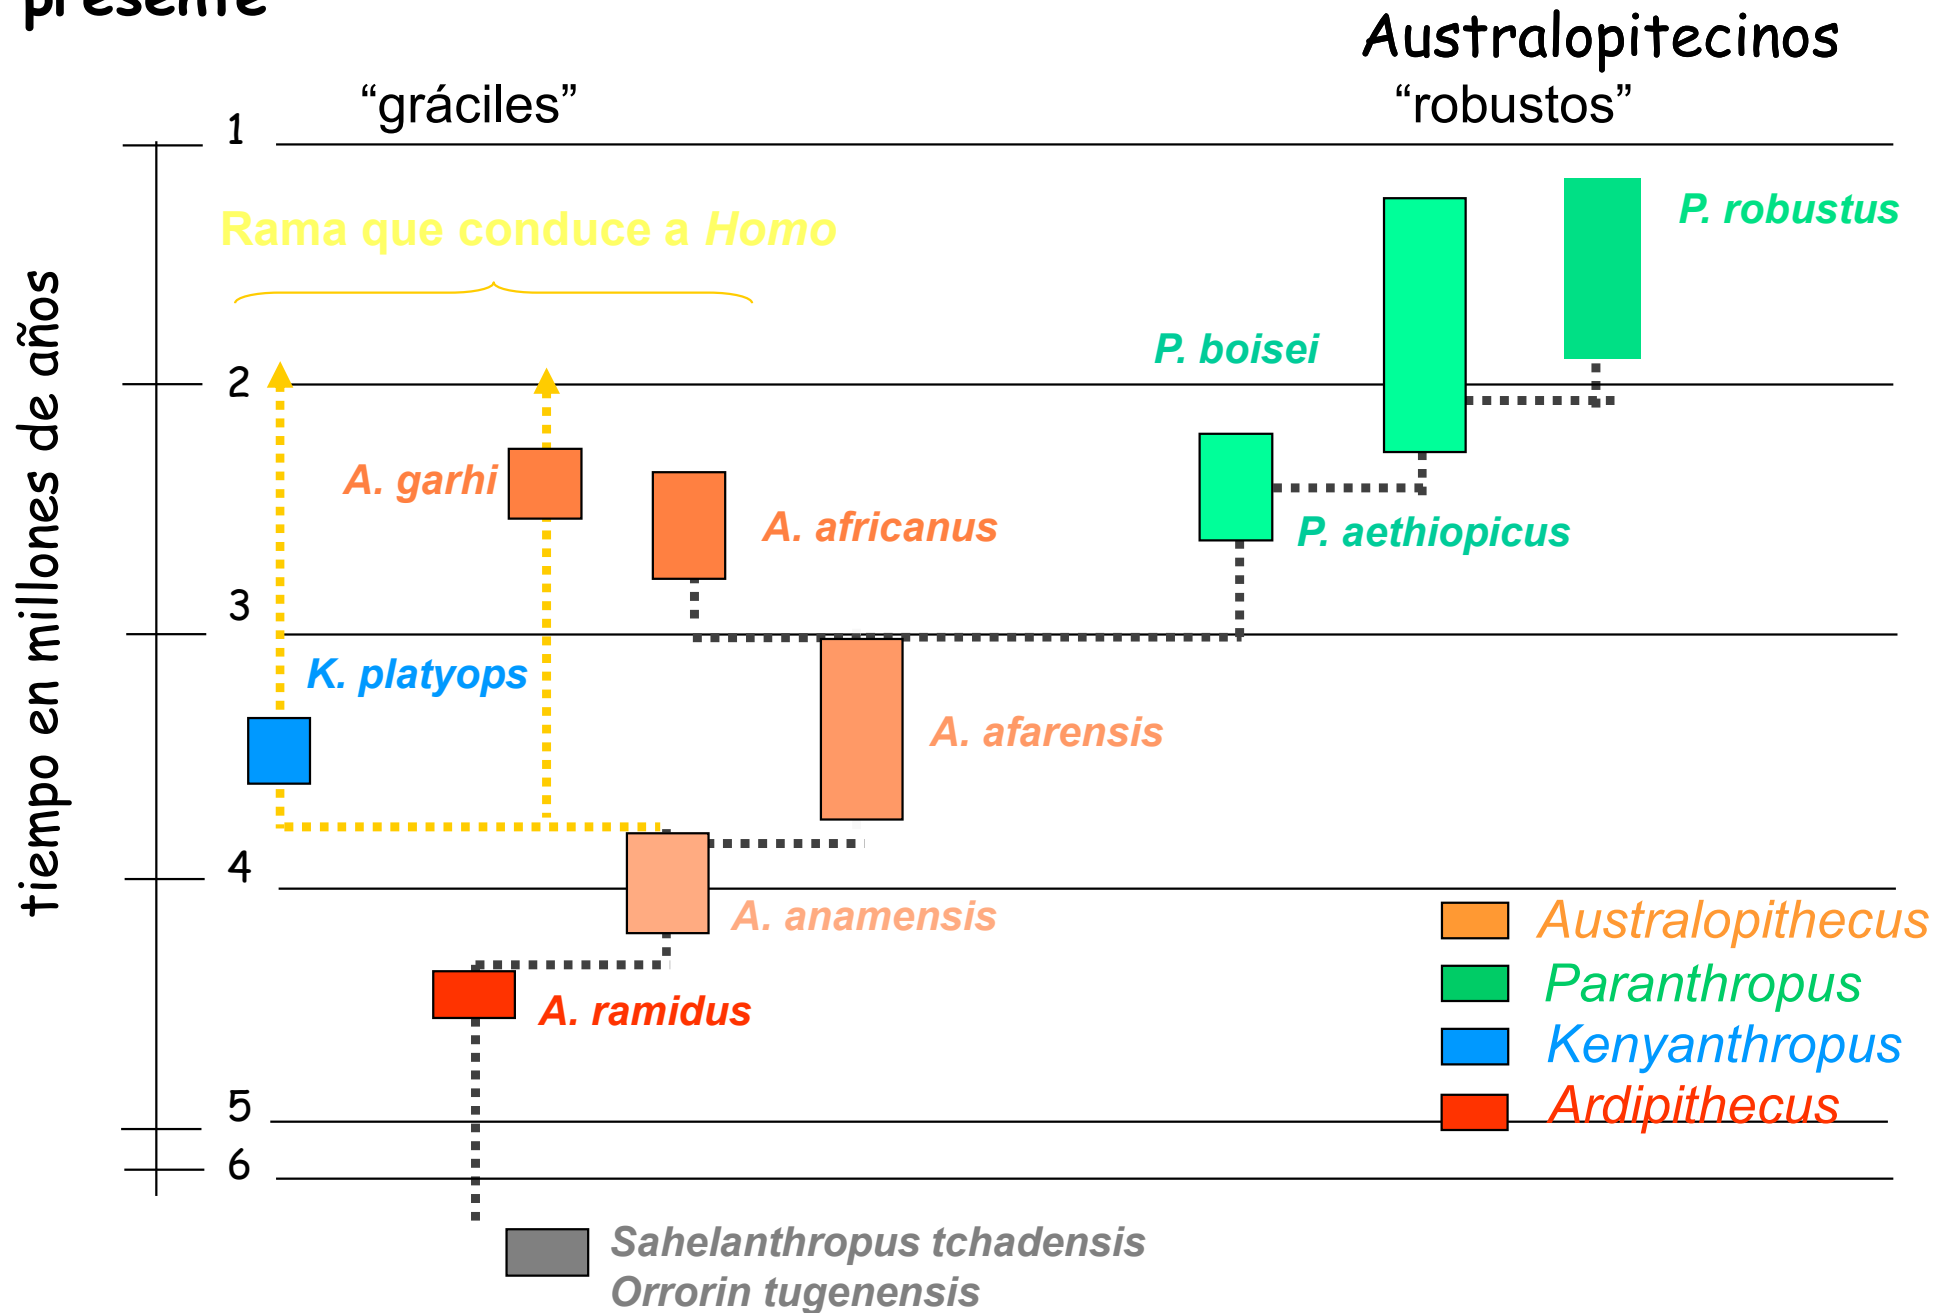 presente
Australopitecinos
“gráciles”
“robustos”
1
P. robustus
Rama que conduce a Homo
tiempo en millones de años
P. boisei
2
A. garhi
A. africanus
P. aethiopicus
3
K. platyops
A. afarensis
4
A. anamensis
Australopithecus
Paranthropus
A. ramidus
Kenyanthropus
5
Ardipithecus
6
Sahelanthropus tchadensis
Orrorin tugenensis